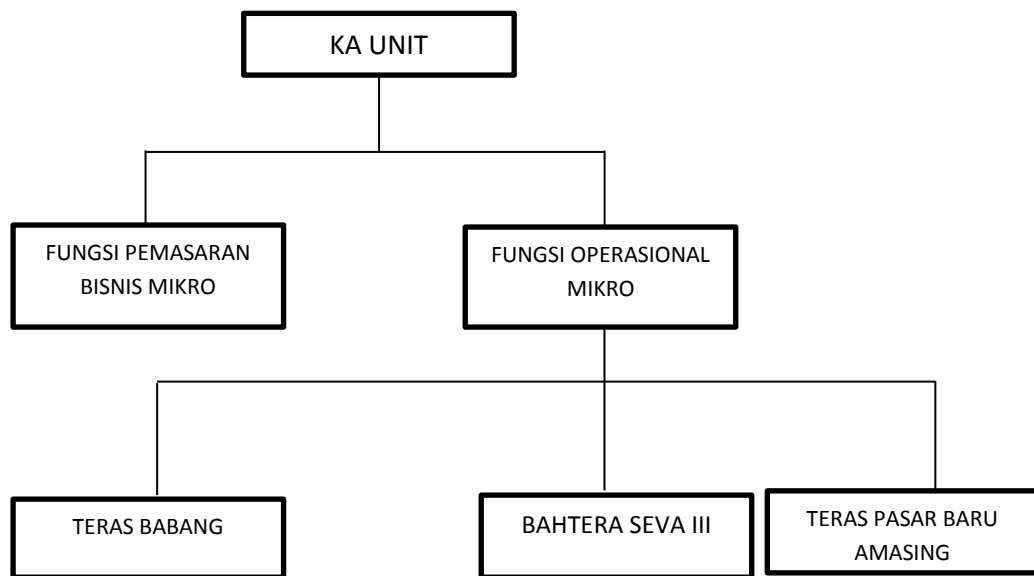 KA UNIT
FUNGSI PEMASARAN
BISNIS MIKRO
FUNGSI OPERASIONAL
MIKRO
TERAS BABANG
BAHTERA SEVA III
TERAS PASAR BARU
AMASING